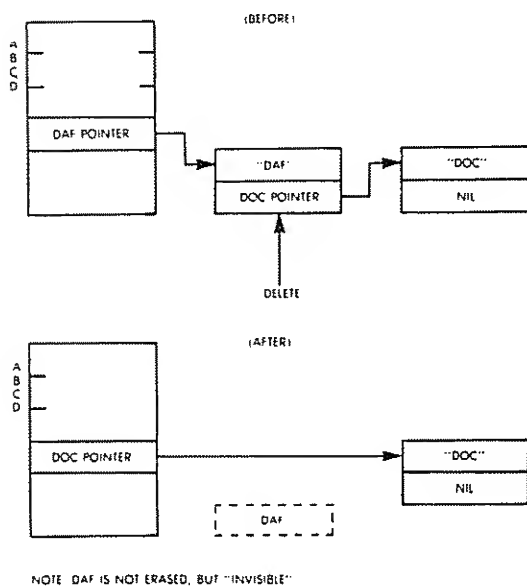 (BEFORE)
A
B
C
D
DAF POINTER
"DAF"
DOC POINTER
"DOC"
NIL
DELETE
(AFTER)
A
B
C
D
DOC POINTER
"DOC"
NIL
DAF
NOTE DAF IS NOT ERASED, BUT "INVISIBLE"